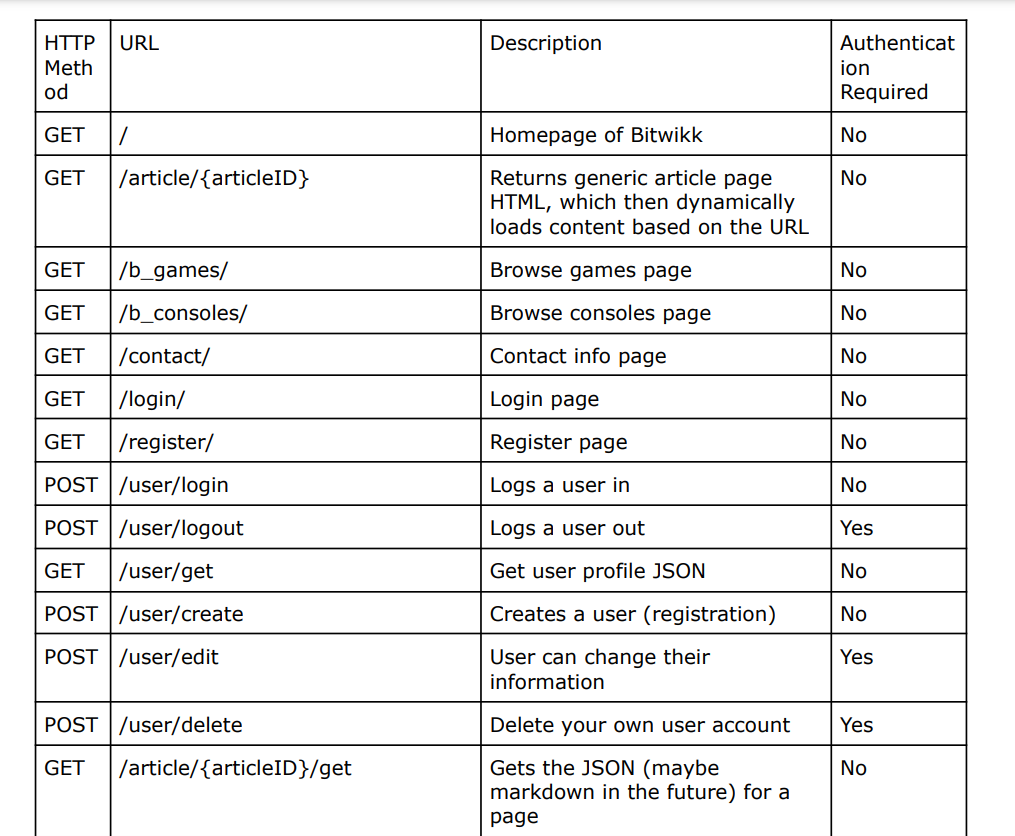 HTTP Meth od URL Description Authenticat ion Required
GET / Homepage of Bitwikk No
GET /article/{articleID} Returns generic article page No
HTML, which then dynamically
loads content based on the URL
GET /b_games/ Browse games page No
GET /b_consoles/ Browse consoles page No
GET /contact/ Contact info page No
GET /login/ Login page No
GET /register/ Register page No
POST /user/login Logs a user in No
POST /user/logout Logs a user out Yes
GET /user/get Get user profile JSON No
POST /user/create Creates a user (registration) No
POST /user/edit User can change their Yes
information
POST /user/delete Delete your own user account Yes
GET /article/{articleID}/get Gets the JSON (maybe No
markdown in the future) for a
page